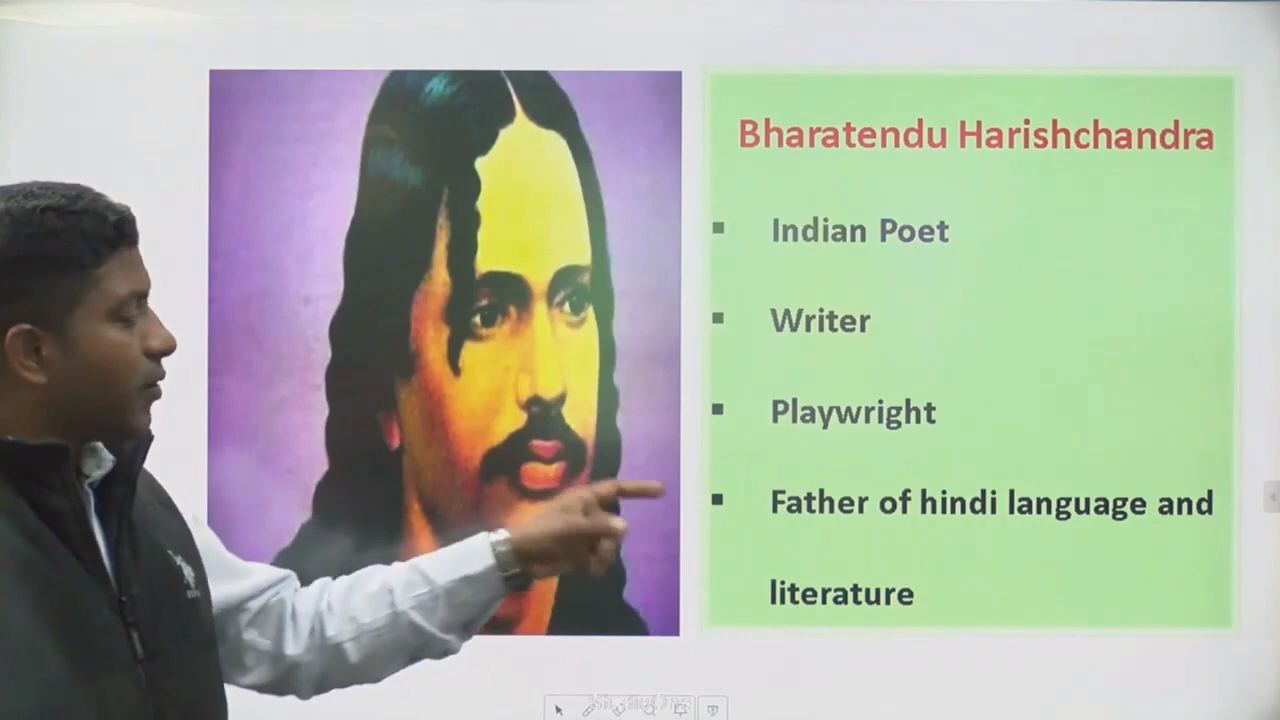 Bharatendu Harishchandra
Indian Poet
Writer
Playwright
Father of hindi language and
literature